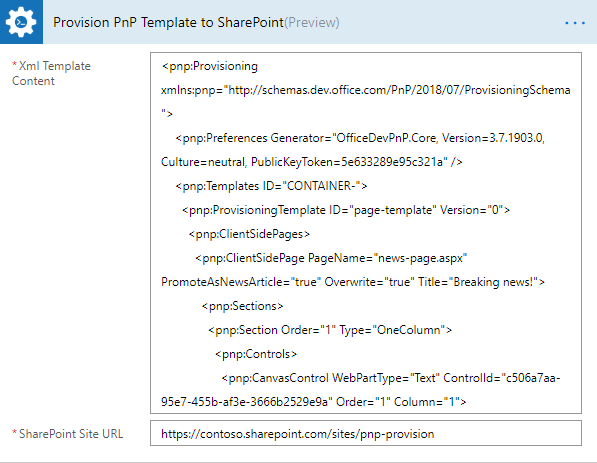 Provision PnP Template to SharePoint(Preview) ...
* Xml Template
Content
<pnp:Provisioning
xmlns:pnp="http://schemas.dev.office.com/PnP/2018/07/ProvisioningSchema
">
<pnp:Preferences Generator="OfficeDevPnP.Core, Version=3.7.1903.0,
Culture=neutral, PublicKeyToken=5e633289e95c321a" />
<pnp:Templates ID="CONTAINER-">
<pnp:ProvisioningTemplate ID="page-template" Version="0">
<pnp:ClientSidePages>
<pnp:ClientSidePage PageName="news-page.aspx"
PromoteAsNewsArticle="true" Overwrite="true" Title="Breaking news!">
<pnp:Sections>
<pnp:Section Order="1" Type="OneColumn">
<pnp:Controls>
<pnp:CanvasControl WebPartType="Text" ControlId="c506a7aa-
95e7-455b-af3e-3666b2529e9a" Order="1" Column="1">
* SharePoint Site URL
https://contoso.sharepoint.com/sites/pnp-provision